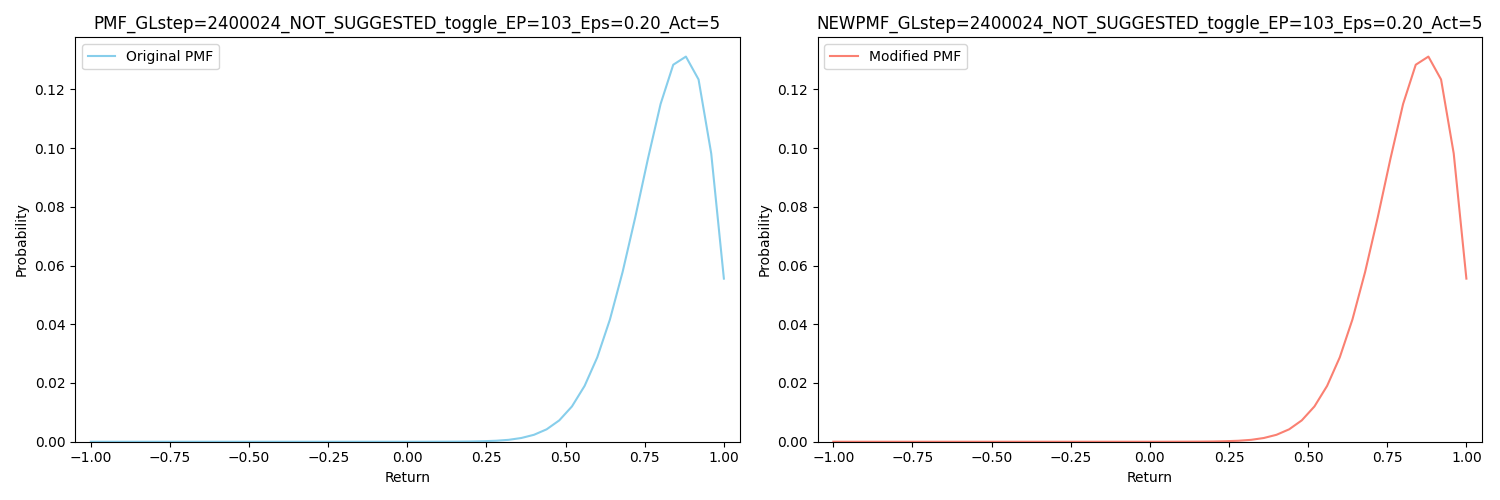 PMF_GLstep=2400024_NOT_SUGGESTED_toggle_EP=103_Eps=0.20_Act=5
Original PMF
Probability
0.12
0.10
0.08
0.06
0.04
0.02
0.00
−1.00 −0.75 −0.50 −0.25 0.00 0.25 0.50 0.75 1.00
Return
NEWPMF_GLstep=2400024_NOT_SUGGESTED_toggle_EP=103_Eps=0.20_Act=5
Modified PMF
Probability
0.12
0.10
0.08
0.06
0.04
0.02
0.00
−1.00 −0.75 −0.50 −0.25 0.00 0.25 0.50 0.75 1.00
Return